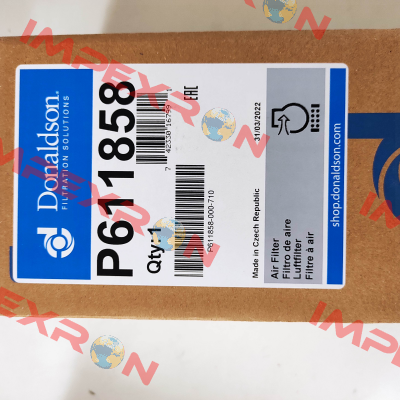 Donaldson.
FILTRATION SOLUTIONS
P611858
Qty:1
P611858-000-710
EAC
Made in Czech Republic
31/03/2022
Air Filter
Filtro de aire
Luftfilter
Filtre à air
shop.donaldson.com
IMPEXRON